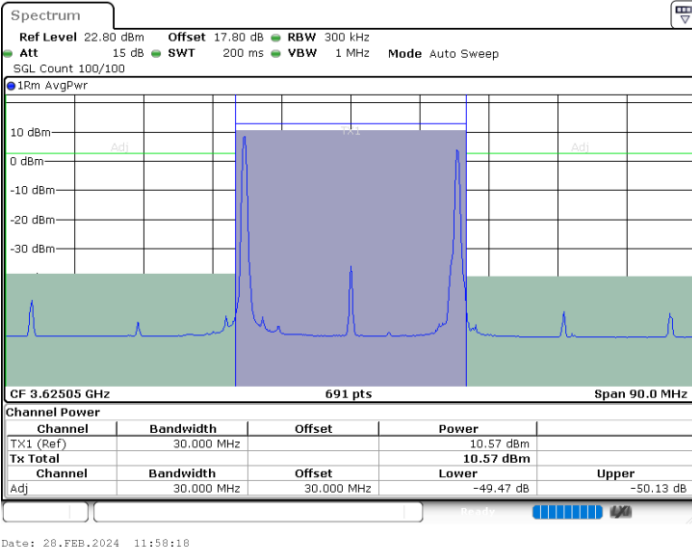 Spectrum
Ref Level 22.80 dBm Offset 17.80 dB RBW 300 kHz
Att 15 dB SWT 200 ms VBW 1 MHz Mode Auto Sweep
SGL Count 100/100
1Rm AvgPwr
TX1
10 dBm
Adj Adj
0 dBm
-10 dBm
-20 dBm
-30 dBm
CF 3.62505 GHz 691 pts Span 90.0 MHz
Channel Power
Channel Bandwidth Offset Power
TX1 (Ref) 30.000 MHz 10.57 dBm
Tx Total 10.57 dBm
Channel Bandwidth Offset Lower Upper
Adj 30.000 MHz 30.000 MHz -49.47 dB -50.13 dB
Ready
Date: 28.FEB.2024 11:58:18